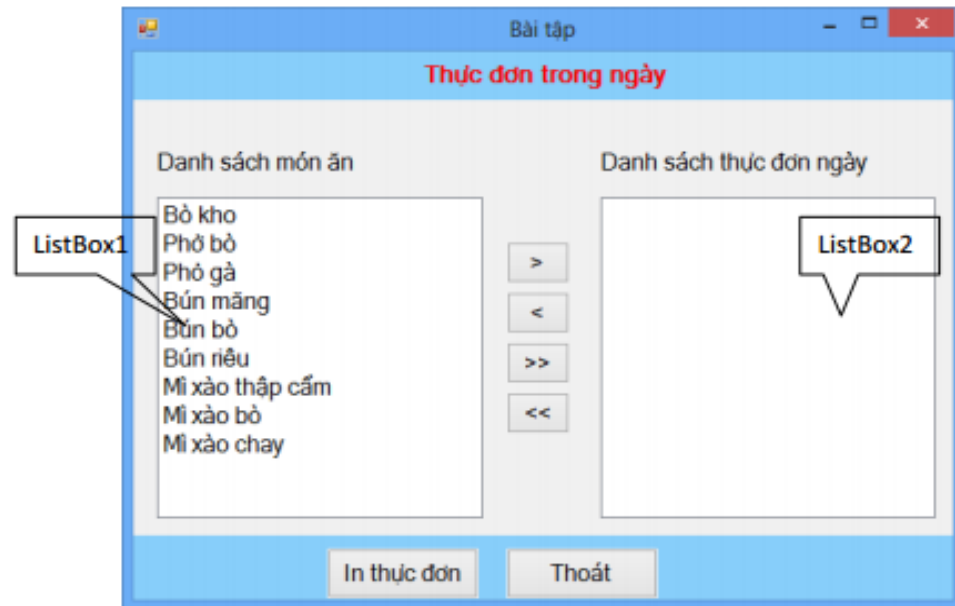 Bài tập
Thực đơn trong ngày
Danh sách món ăn
Danh sách thực đơn ngày
ListBox1
Bò kho
Phở bò
Phỏ gà
Bún măng
Bún bò
Bún riêu
Mì xào thập cẩm
Mì xào bò
Mì xào chay
>
<
>>
<<
ListBox2
In thực đơn
Thoát